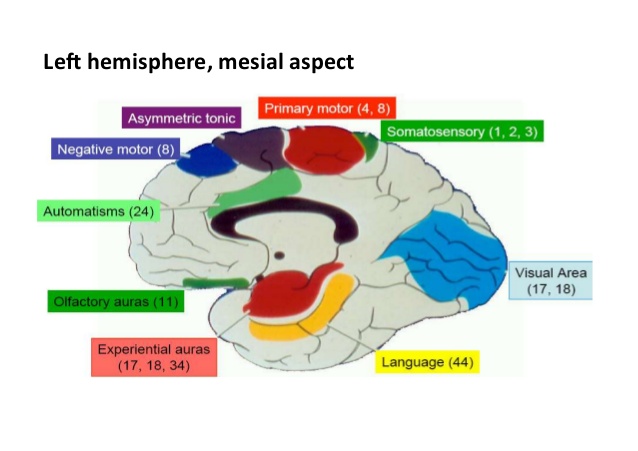 Left hemisphere, mesial aspect
Primary motor (4, 8)
Asymmetric tonic
Somatosensory (1, 2, 3)
Negative motor (8)
Automatisms (24)
Visual Area
(17, 18)
Olfactory auras (11)
Experiential auras
(17, 18, 34)
Language (44)